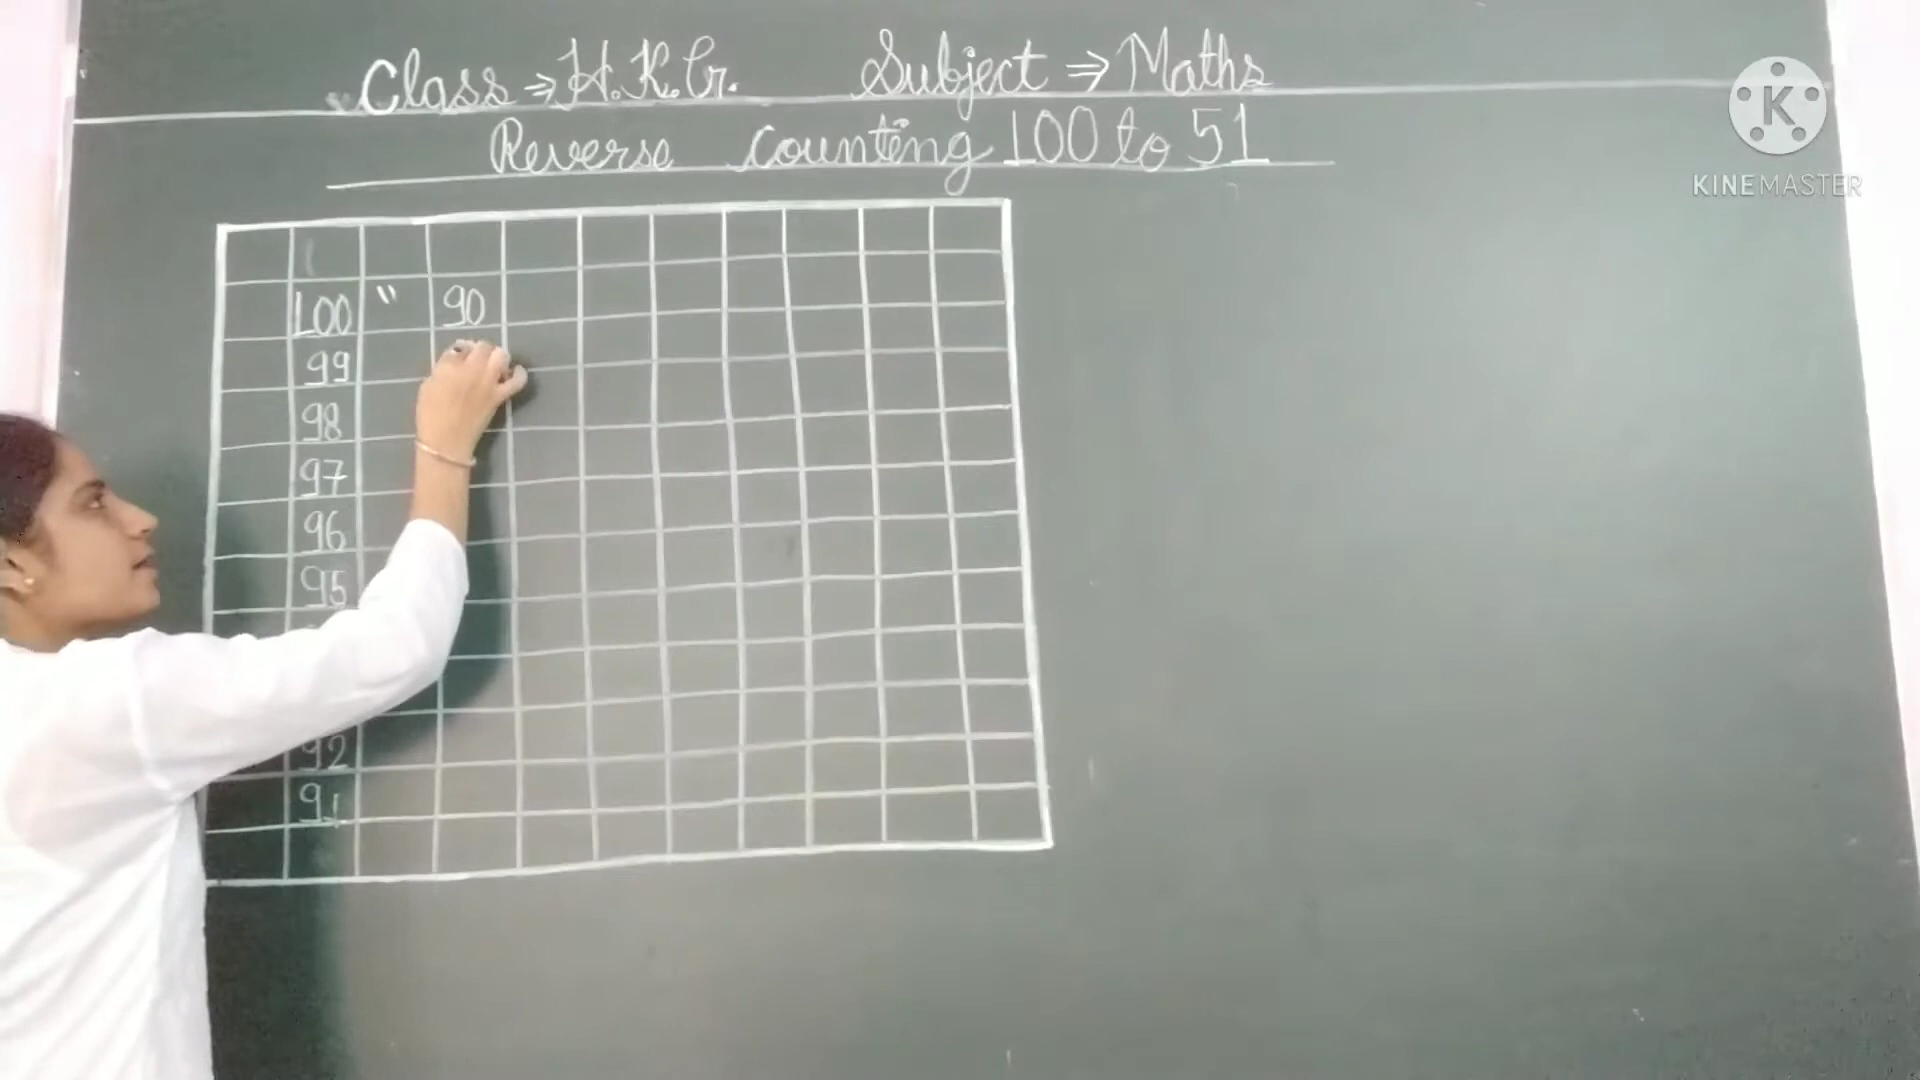 Class ⇒ H.K.G. Subject ⇒ Maths
Reverse counting 100 to 51
100 " 90
99
98
97
96
95
92
91
K
KINEMASTER